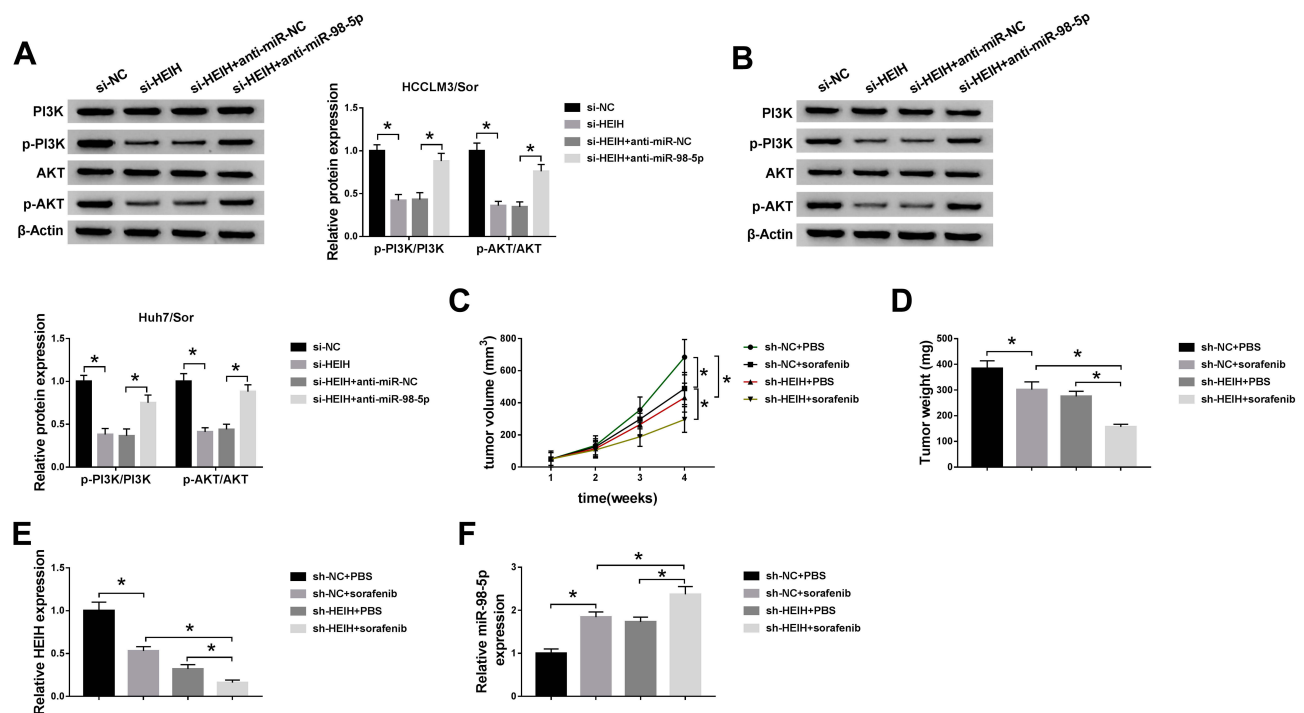 A
si-NC
si-HEIH
si-HEIH+anti-miR-NC
si-HEIH+anti-miR-98-5p
PI3K
p-PI3K
AKT
p-AKT
β-Actin
HCCLM3/Sor
Relative protein expression
1.5
1.0
0.5
0.0
* * * *
p-PI3K/PI3K p-AKT/AKT
si-NC
si-HEIH
si-HEIH+anti-miR-NC
si-HEIH+anti-miR-98-5p
B
si-NC
si-HEIH
si-HEIH+anti-miR-NC
si-HEIH+anti-miR-98-5p
PI3K
p-PI3K
AKT
p-AKT
β-Actin
Huh7/Sor
Relative protein expression
1.5
1.0
0.5
0.0
* * * *
p-PI3K/PI3K p-AKT/AKT
si-NC
si-HEIH
si-HEIH+anti-miR-NC
si-HEIH+anti-miR-98-5p
C
tumor volume (mm³)
800
600
400
200
0
1 2 3 4
time(weeks)
* * *
sh-NC+PBS
sh-NC+sorafenib
sh-HEIH+PBS
sh-HEIH+sorafenib
D
Tumor weight (mg)
500
400
300
200
100
0
* * *
sh-NC+PBS
sh-NC+sorafenib
sh-HEIH+PBS
sh-HEIH+sorafenib
E
Relative HEIH expression
1.5
1.0
0.5
0.0
* * *
sh-NC+PBS
sh-NC+sorafenib
sh-HEIH+PBS
sh-HEIH+sorafenib
F
Relative miR-98-5p
expression
3
2
1
0
* * *
sh-NC+PBS
sh-NC+sorafenib
sh-HEIH+PBS
sh-HEIH+sorafenib